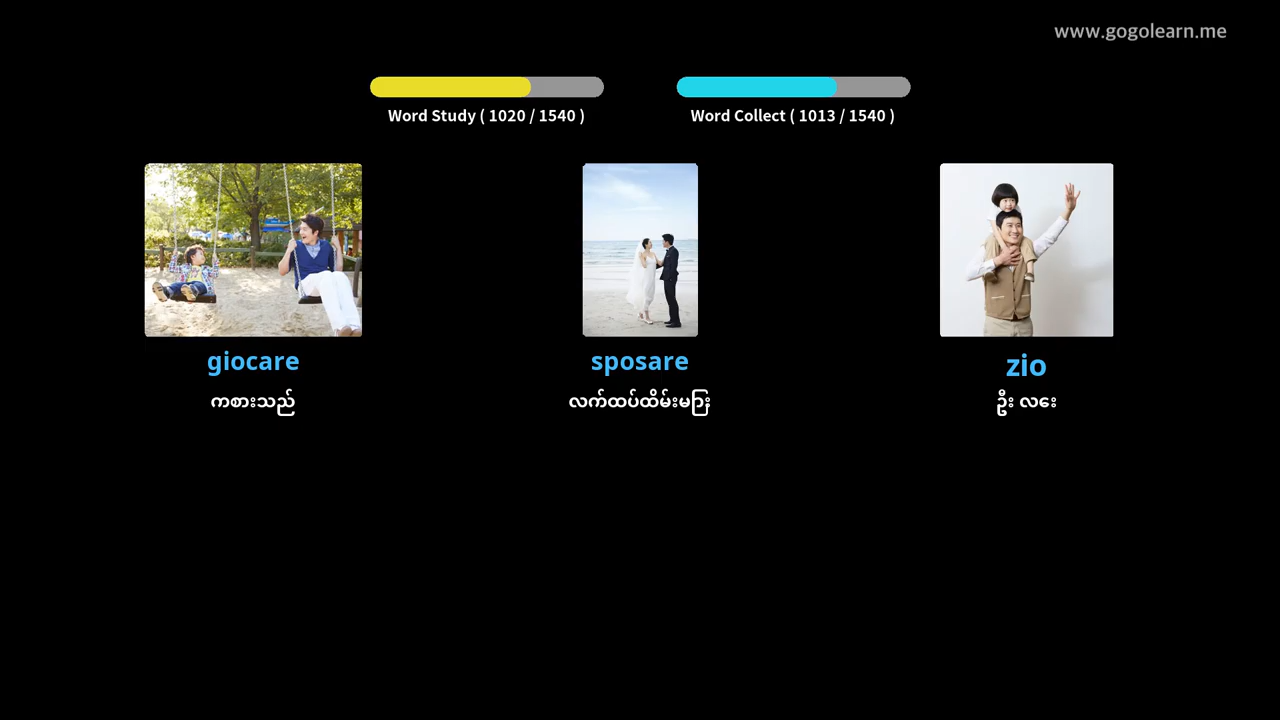 www.gogolearn.me
Word Study ( 1020 / 1540 )
Word Collect ( 1013 / 1540 )
giocare
sposare
zio
ကစားသည်
လက်ထပ်ထိမ်းမြား
ဦး လေး